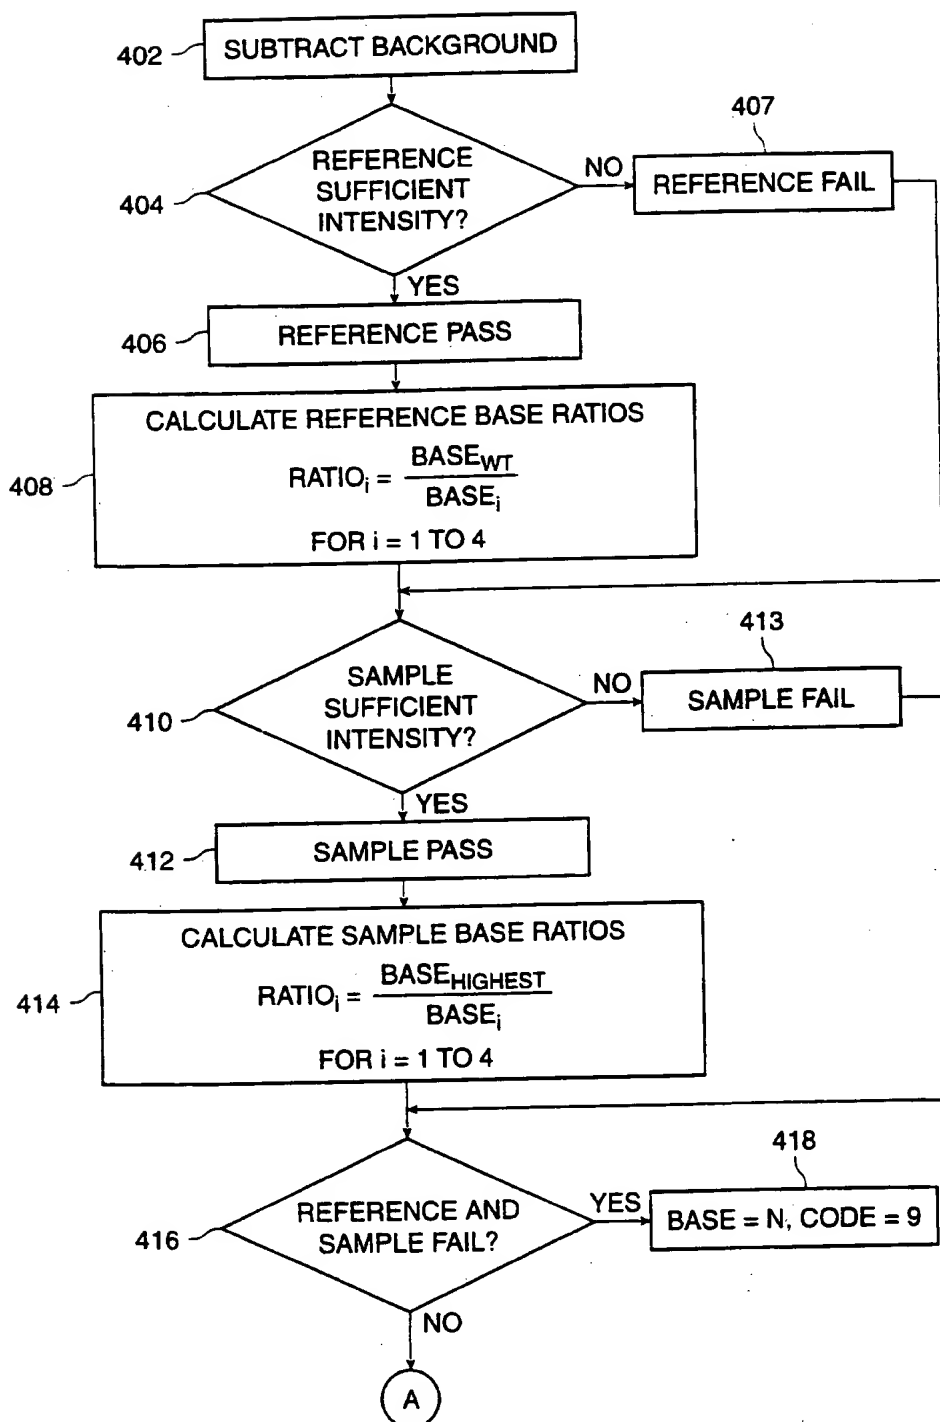 402
SUBTRACT BACKGROUND
407
404
REFERENCE
SUFFICIENT
INTENSITY?
NO
REFERENCE FAIL
YES
406
REFERENCE PASS
408
CALCULATE REFERENCE BASE RATIOS
RATIOi = BASEWT
BASEi
FOR i = 1 TO 4
413
410
SAMPLE
SUFFICIENT
INTENSITY?
NO
SAMPLE FAIL
YES
412
SAMPLE PASS
414
CALCULATE SAMPLE BASE RATIOS
RATIOi = BASEHIGHEST
BASEi
FOR i = 1 TO 4
418
416
REFERENCE AND
SAMPLE FAIL?
YES
BASE = N, CODE = 9
NO
A